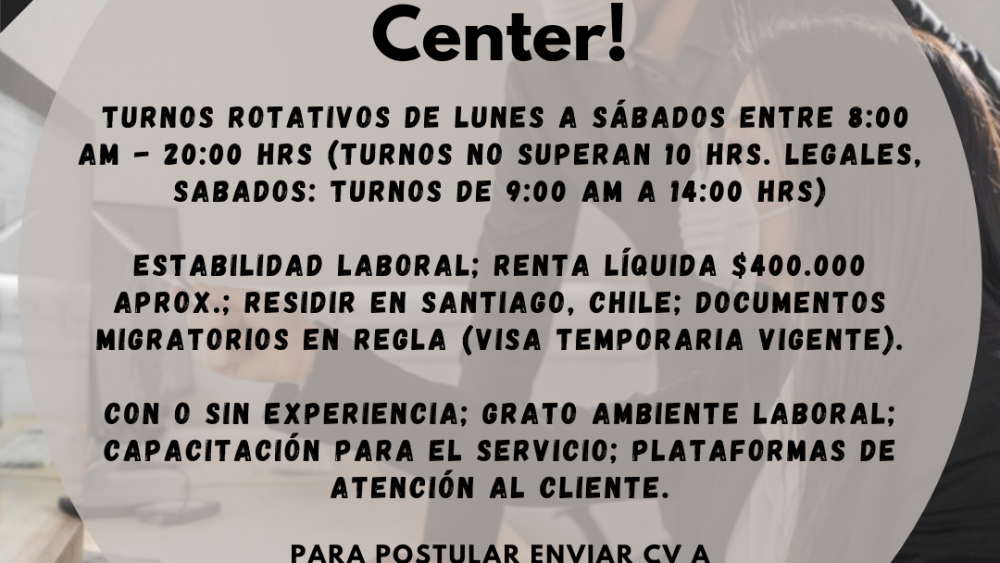 Center!
TURNOS ROTATIVOS DE LUNES A SÁBADOS ENTRE 8:00
AM – 20:00 HRS (TURNOS NO SUPERAN 10 HRS. LEGALES,
SABADOS: TURNOS DE 9:00 AM A 14:00 HRS)
ESTABILIDAD LABORAL; RENTA LÍQUIDA $400.000
APROX.; RESIDIR EN SANTIAGO, CHILE; DOCUMENTOS
MIGRATORIOS EN REGLA (VISA TEMPORARIA VIGENTE).
CON O SIN EXPERIENCIA; GRATO AMBIENTE LABORAL;
CAPACITACIÓN PARA EL SERVICIO; PLATAFORMAS DE
ATENCIÓN AL CLIENTE.
PARA POSTULAR ENVIAR CV A